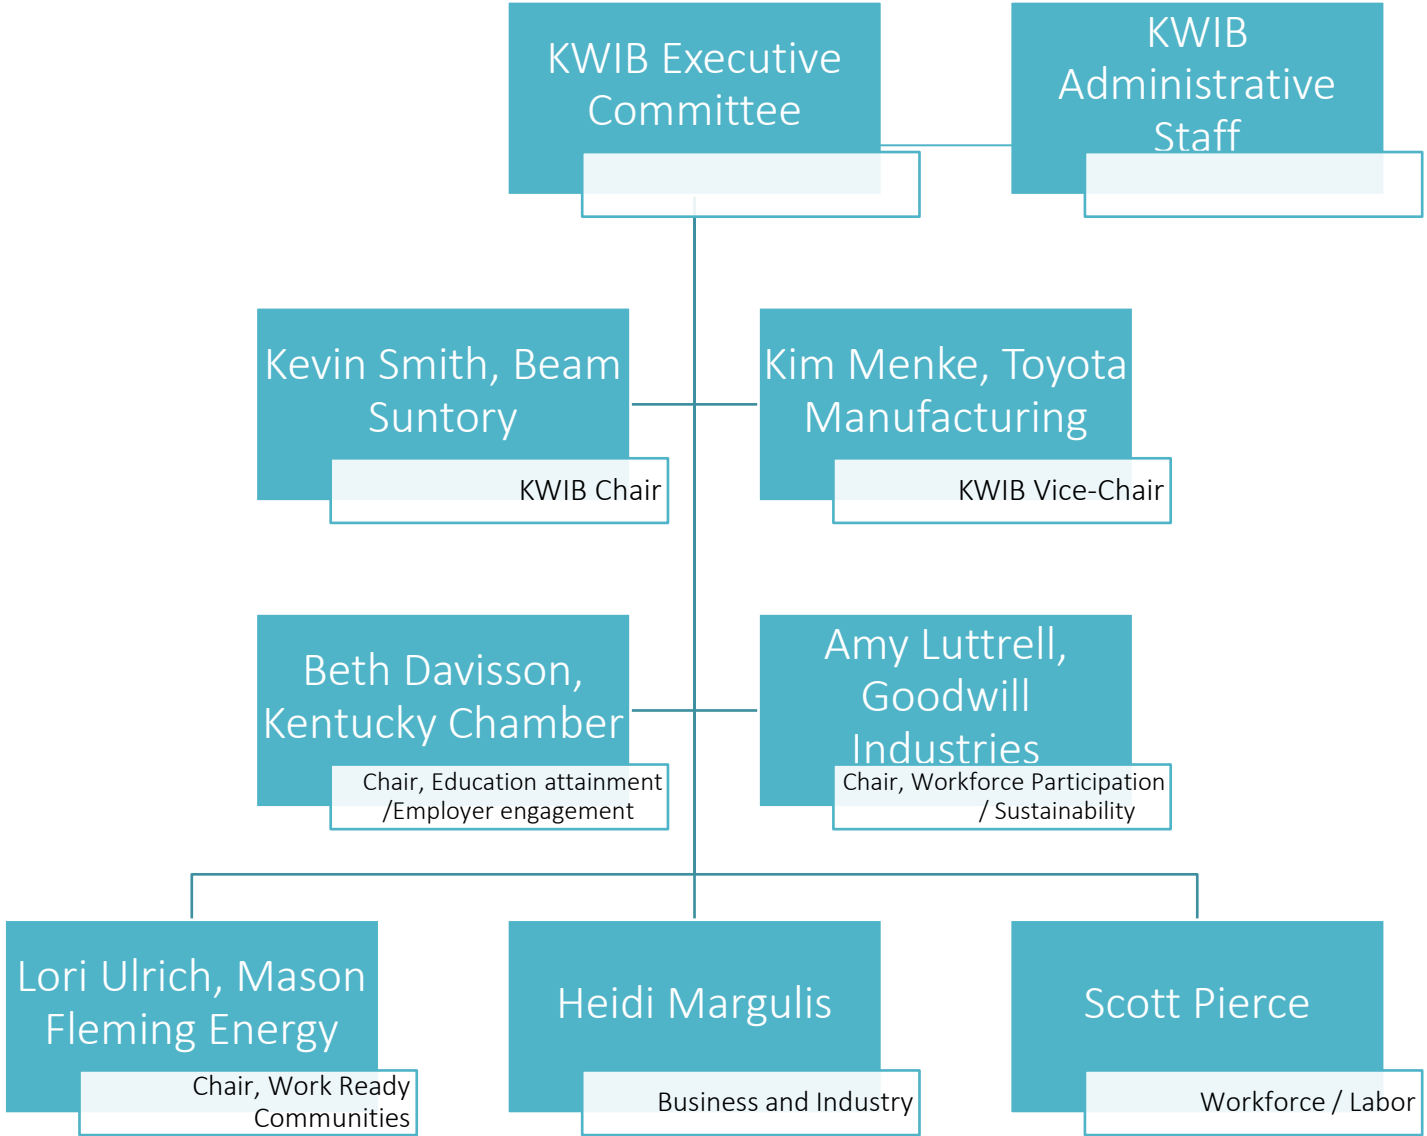 KWIB Executive
Committee
KWIB
Administrative
Staff
Kevin Smith, Beam
Suntory
KWIB Chair
Kim Menke, Toyota
Manufacturing
KWIB Vice-Chair
Beth Davisson,
Kentucky Chamber
Chair, Education attainment
/Employer engagement
Amy Luttrell,
Goodwill
Industries
Chair, Workforce Participation
/ Sustainability
Lori Ulrich, Mason
Fleming Energy
Chair, Work Ready
Communities
Heidi Margulis
Business and Industry
Scott Pierce
Workforce / Labor